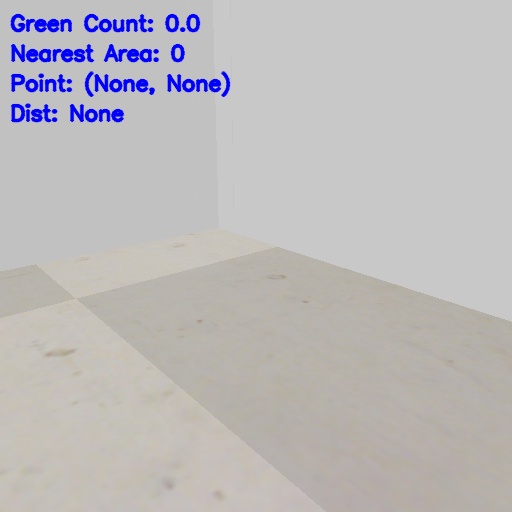 Green Count: 0.0
Nearest Area: 0
Point: (None, None)
Dist: None